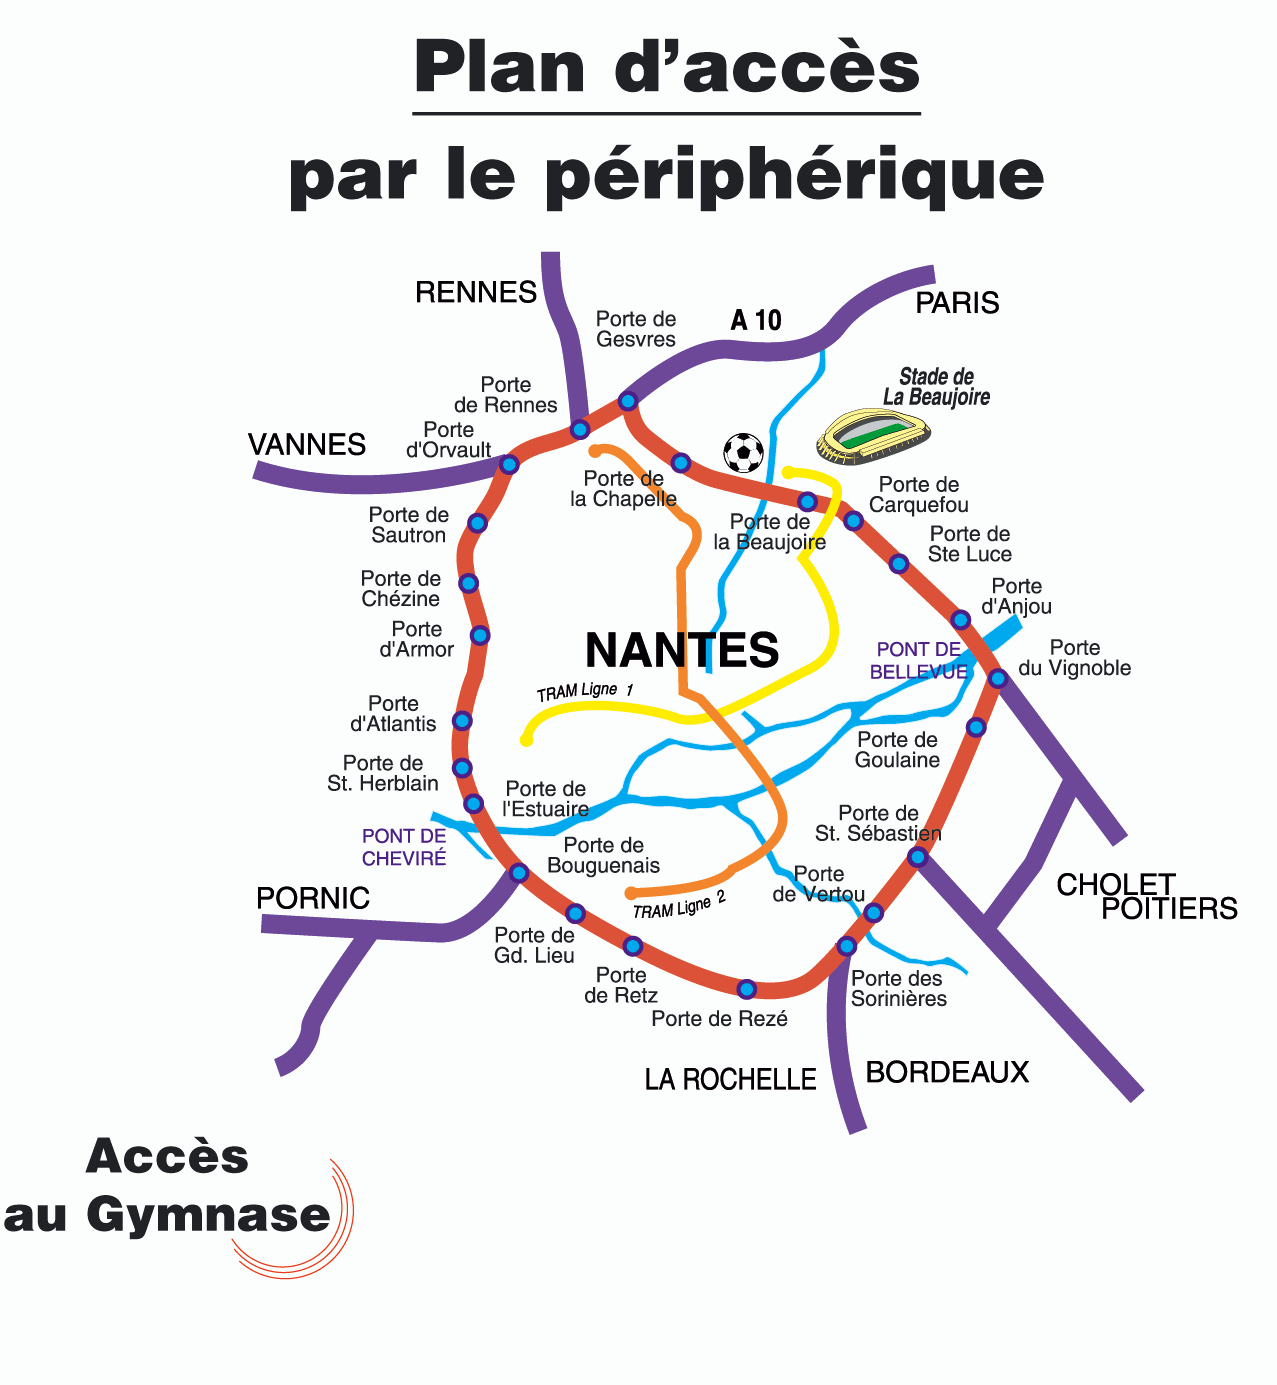 Plan d'accès
par le périphérique
RENNES
PARIS
Porte de
Gesvres
A 10
Stade de
La Beaujoire
Porte
de Rennes
VANNES
Porte
d'Orvault
Porte de
la Chapelle
Porte de
Carquefou
Porte de
Sautron
Porte de
la Beaujoire
Porte de
Ste Luce
Porte de
Chézine
Porte
d'Anjou
Porte
d'Armor
NANTES
PONT DE
BELLEVUE
Porte
du Vignoble
TRAM Ligne 1
Porte
d'Atlantis
Porte de
Goulaine
Porte de
St. Herblain
Porte de
l'Estuaire
Porte de
St. Sébastien
PONT DE
CHEVIRÉ
Porte de
Bouguenais
PORNIC
Porte
de Vertou
CHOLET
POITIERS
TRAM Ligne 2
Porte de
Gd. Lieu
Porte
de Retz
Porte des
Sorinières
Porte de Rezé
LA ROCHELLE
BORDEAUX
Accès
au Gymnase